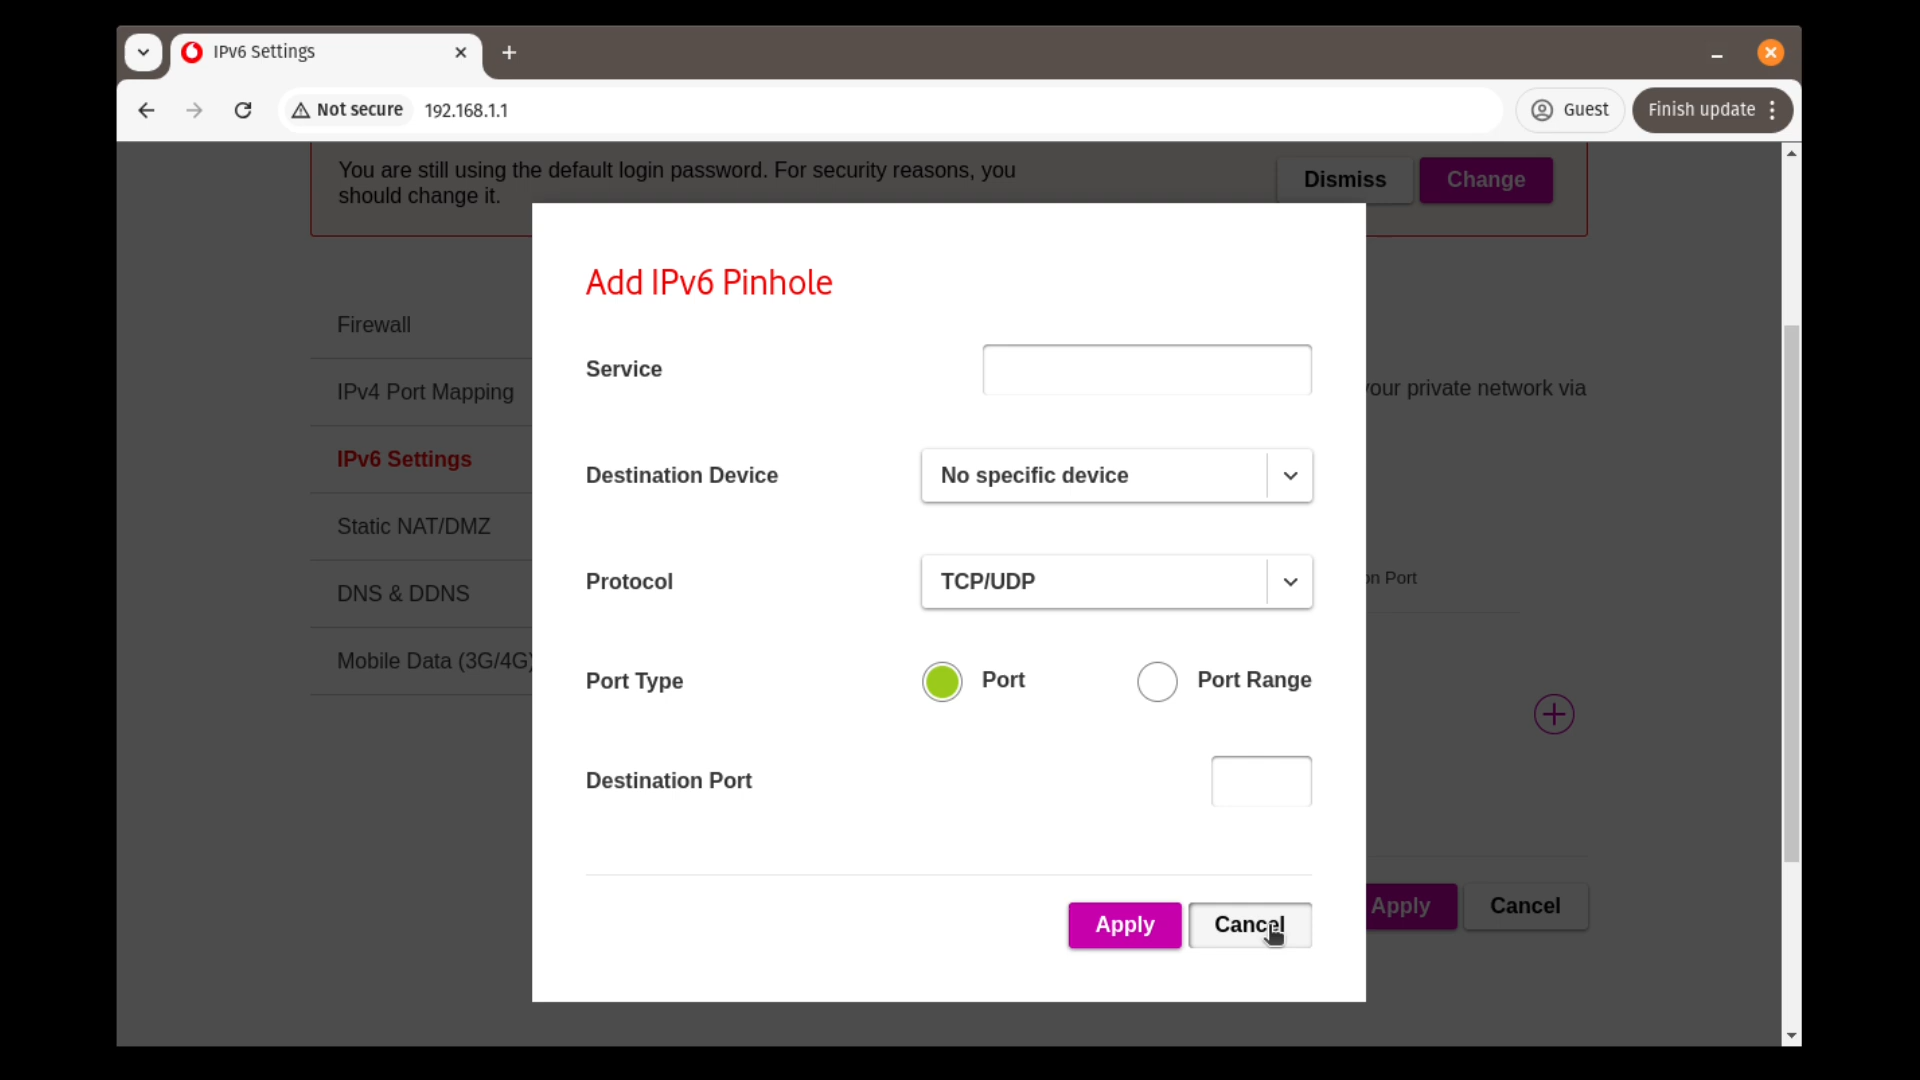 IPv6 Settings
Not secure
192.168.1.1
Guest
Finish update
You are still using the default login password. For security reasons, you
should change it.
Dismiss
Change
Firewall
IPv4 Port Mapping
IPv6 Settings
Static NAT/DMZ
DNS & DDNS
Mobile Data (3G/4G)
Add IPv6 Pinhole
Service
Destination Device
No specific device
Protocol
TCP/UDP
Port Type
Port
Port Range
Destination Port
Apply
Cancel
your private network via
on Port
Apply
Cancel